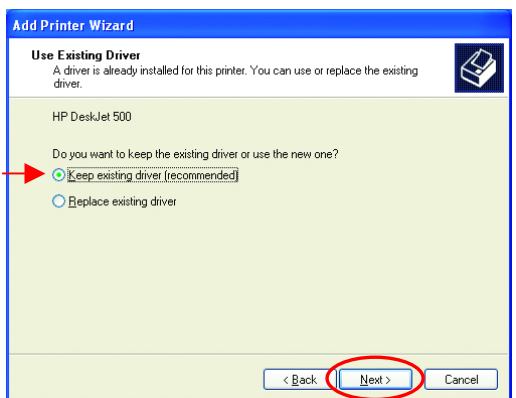 Add Printer Wizard
Use Existing Driver
A driver is already installed for this printer. You can use or replace the existing
driver.
HP DeskJet 500
Do you want to keep the existing driver or use the new one?
Keep existing driver (recommended)
Replace existing driver
< Back Next > Cancel